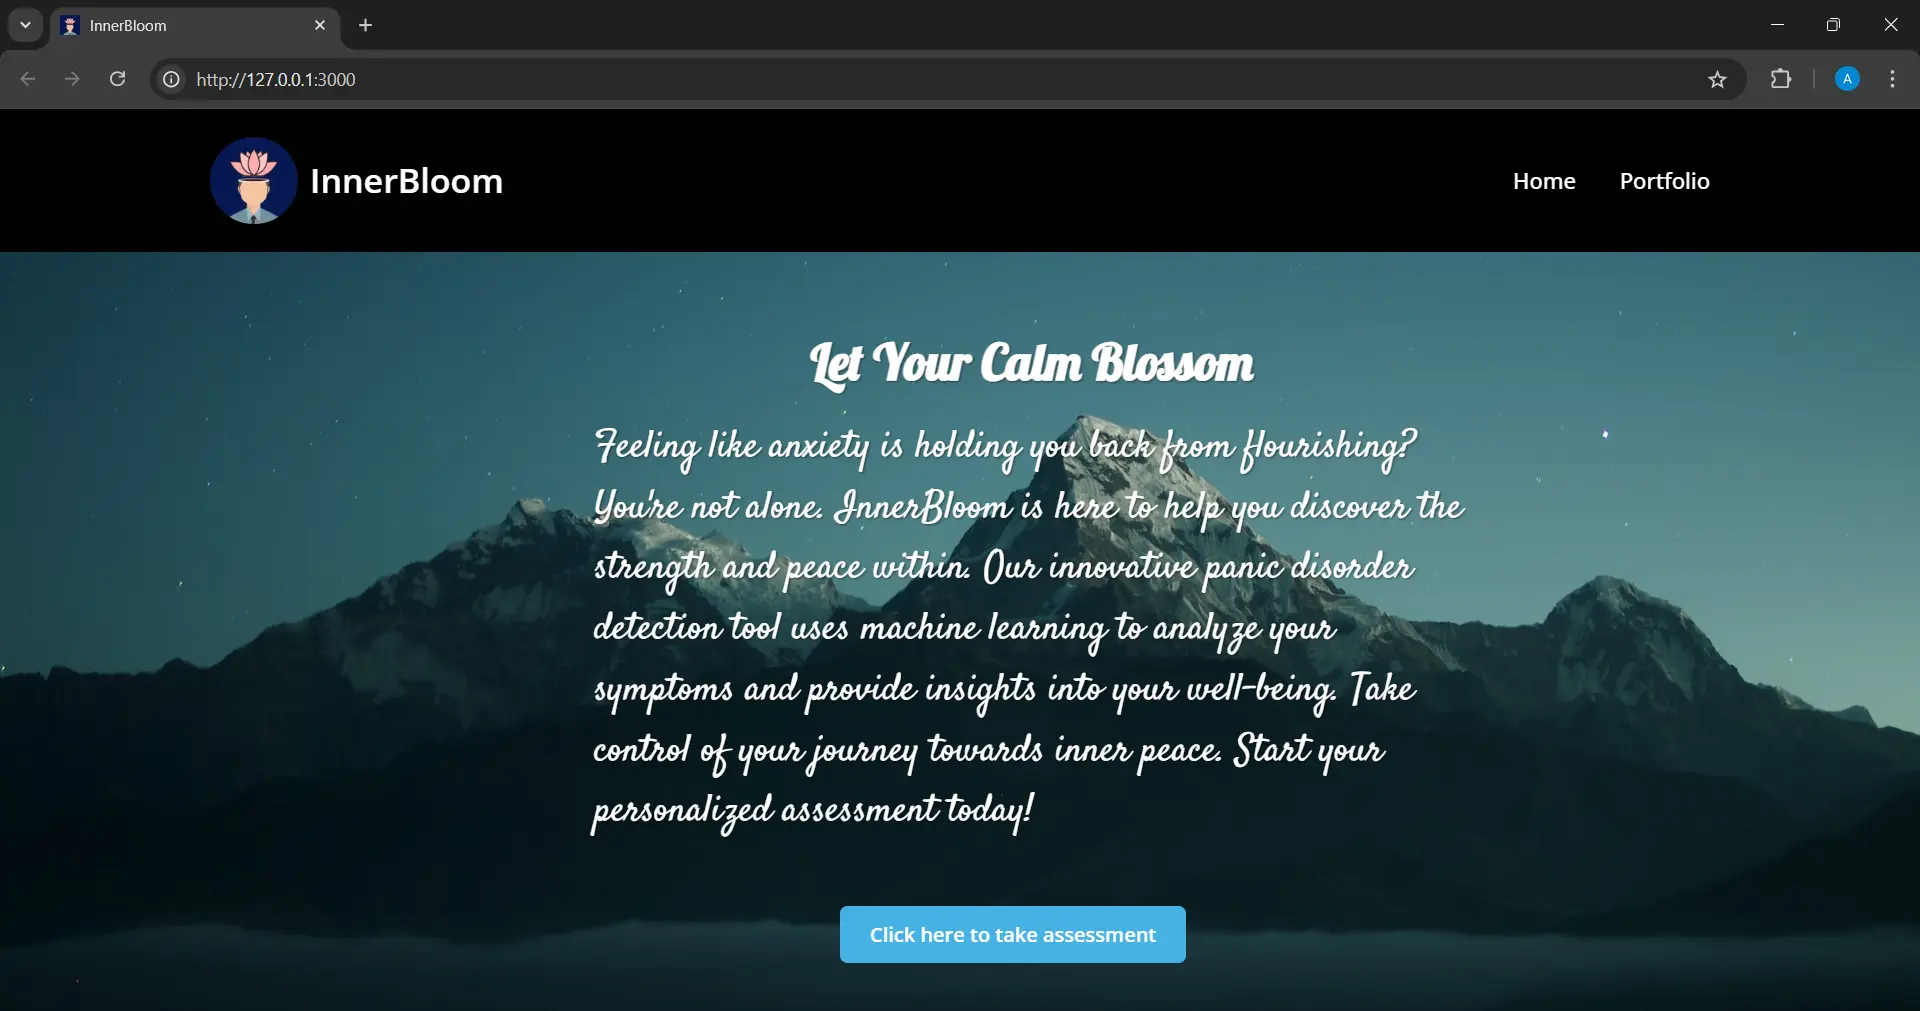 InnerBloom
http://127.0.0.1:3000
A
InnerBloom
Home Portfolio
Let Your Calm Blossom
Feeling like anxiety is holding you back from flourishing?
You're not alone. InnerBloom is here to help you discover the
strength and peace within. Our innovative panic disorder
detection tool uses machine learning to analyze your
symptoms and provide insights into your well-being. Take
control of your journey towards inner peace. Start your
personalized assessment today!
Click here to take assessment